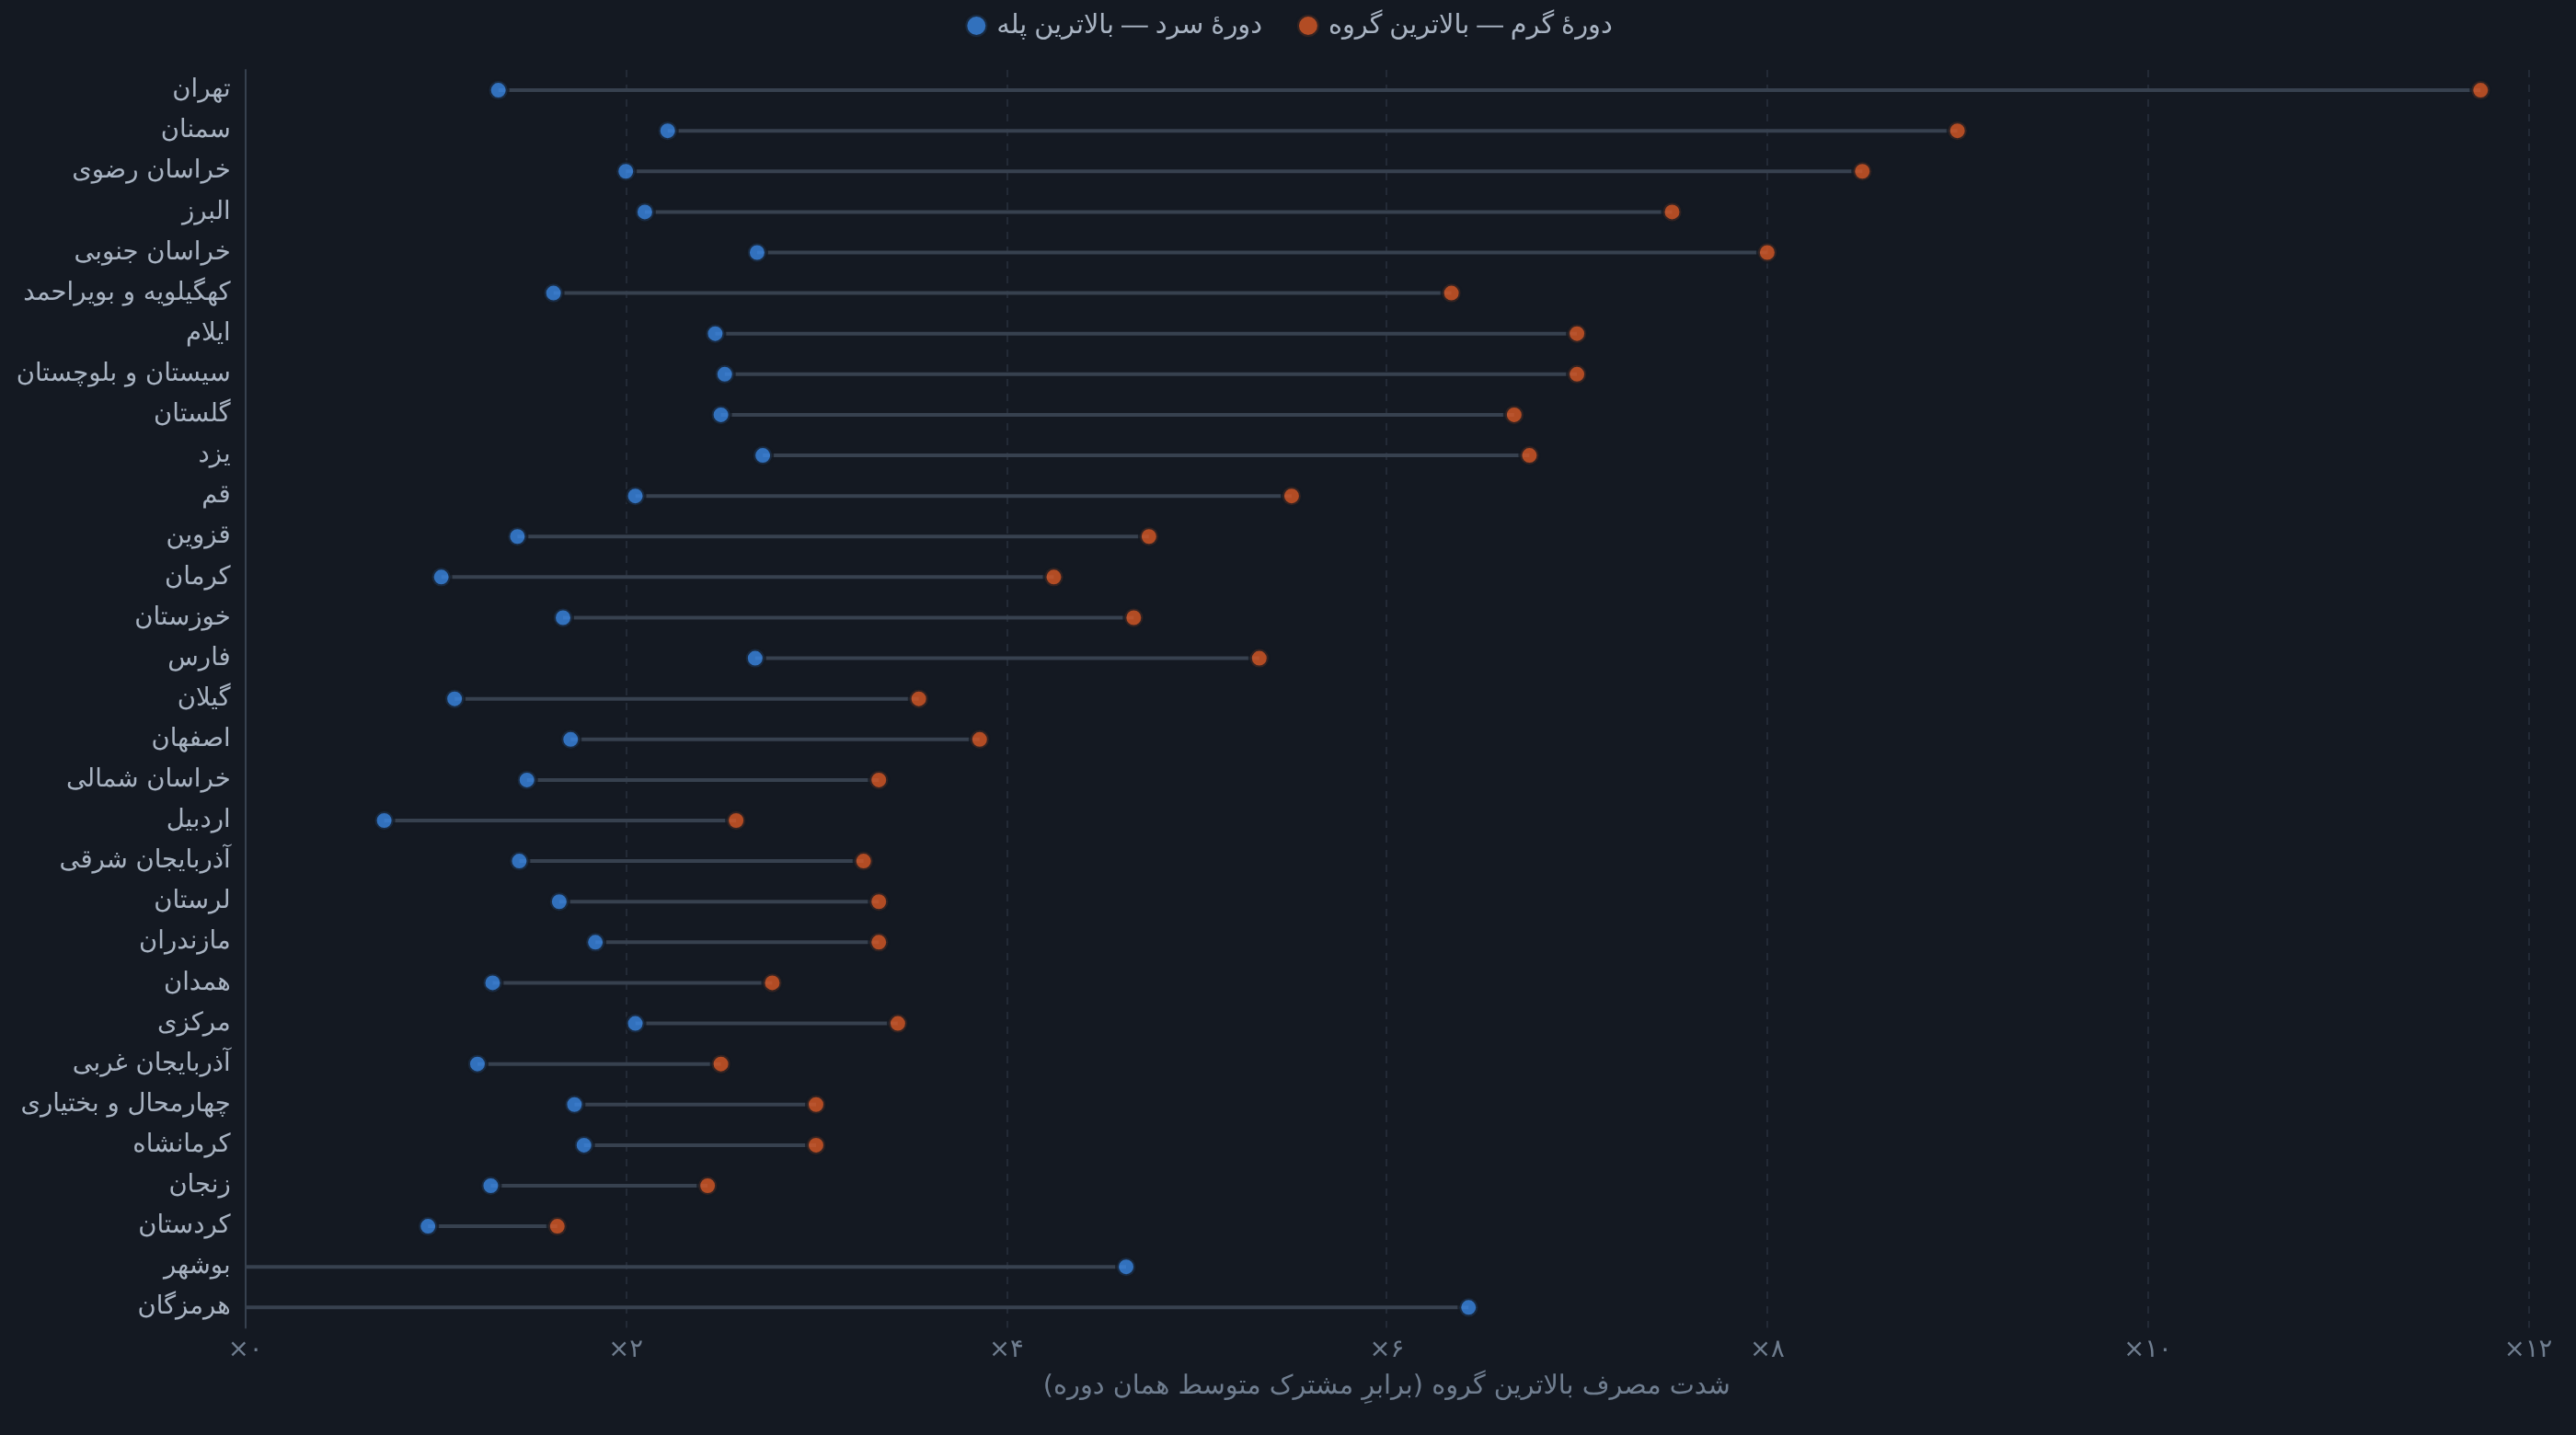 دورهٔ گرم — بالاترین گروه
دورهٔ سرد — بالاترین پله
تهران
سمنان
خراسان رضوی
البرز
خراسان جنوبی
کهگیلویه و بویراحمد
ایلام
سیستان و بلوچستان
گلستان
یزد
قم
قزوین
کرمان
خوزستان
فارس
گیلان
اصفهان
خراسان شمالی
اردبیل
آذربایجان شرقی
لرستان
مازندران
همدان
مرکزی
آذربایجان غربی
چهارمحال و بختیاری
کرمانشاه
زنجان
کردستان
بوشهر
هرمزگان
×۰ ×۲ ×۴ ×۶ ×۸ ×۱۰ ×۱۲
شدت مصرف بالاترین گروه (برابرِ مشترک متوسط همان دوره)